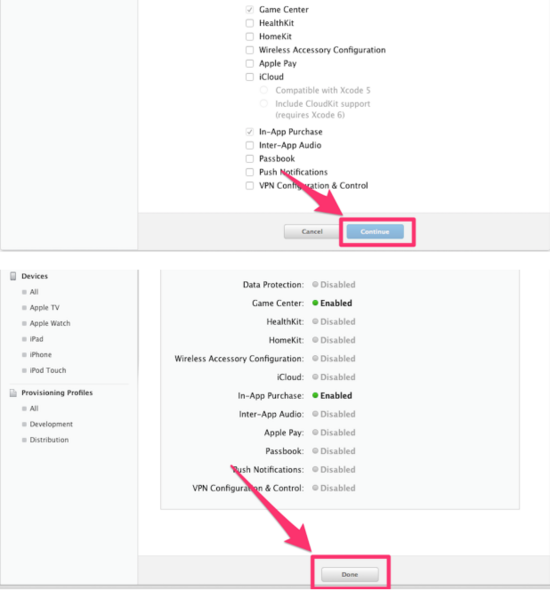 Game Center
HealthKit
HomeKit
Wireless Accessory Configuration
Apple Pay
iCloud
Compatible with Xcode 5
Include CloudKit support
(requires Xcode 6)
In-App Purchase
Inter-App Audio
Passbook
Push Notifications
VPN Configuration & Control
Cancel
Continue
Devices
All
Apple TV
Apple Watch
iPad
iPhone
iPod Touch
Provisioning Profiles
All
Development
Distribution
Data Protection: Disabled
Game Center: Enabled
HealthKit: Disabled
HomeKit: Disabled
Wireless Accessory Configuration: Disabled
iCloud: Disabled
In-App Purchase: Enabled
Inter-App Audio: Disabled
Apple Pay: Disabled
Passbook: Disabled
Push Notifications: Disabled
VPN Configuration & Control: Disabled
Done